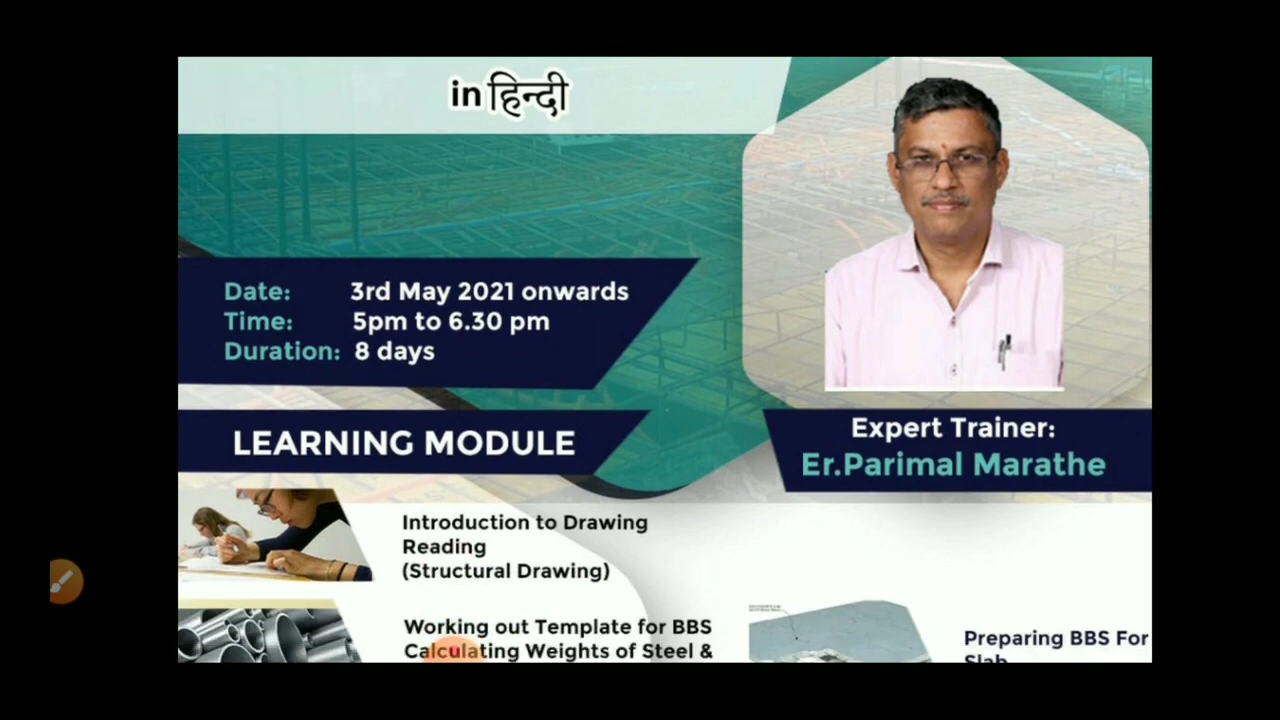 in हिन्दी
Date: 3rd May 2021 onwards
Time: 5pm to 6.30 pm
Duration: 8 days
LEARNING MODULE
Expert Trainer:
Er.Parimal Marathe
Introduction to Drawing
Reading
(Structural Drawing)
Working out Template for BBS
Calculating Weights of Steel &
Preparing BBS For
Slab